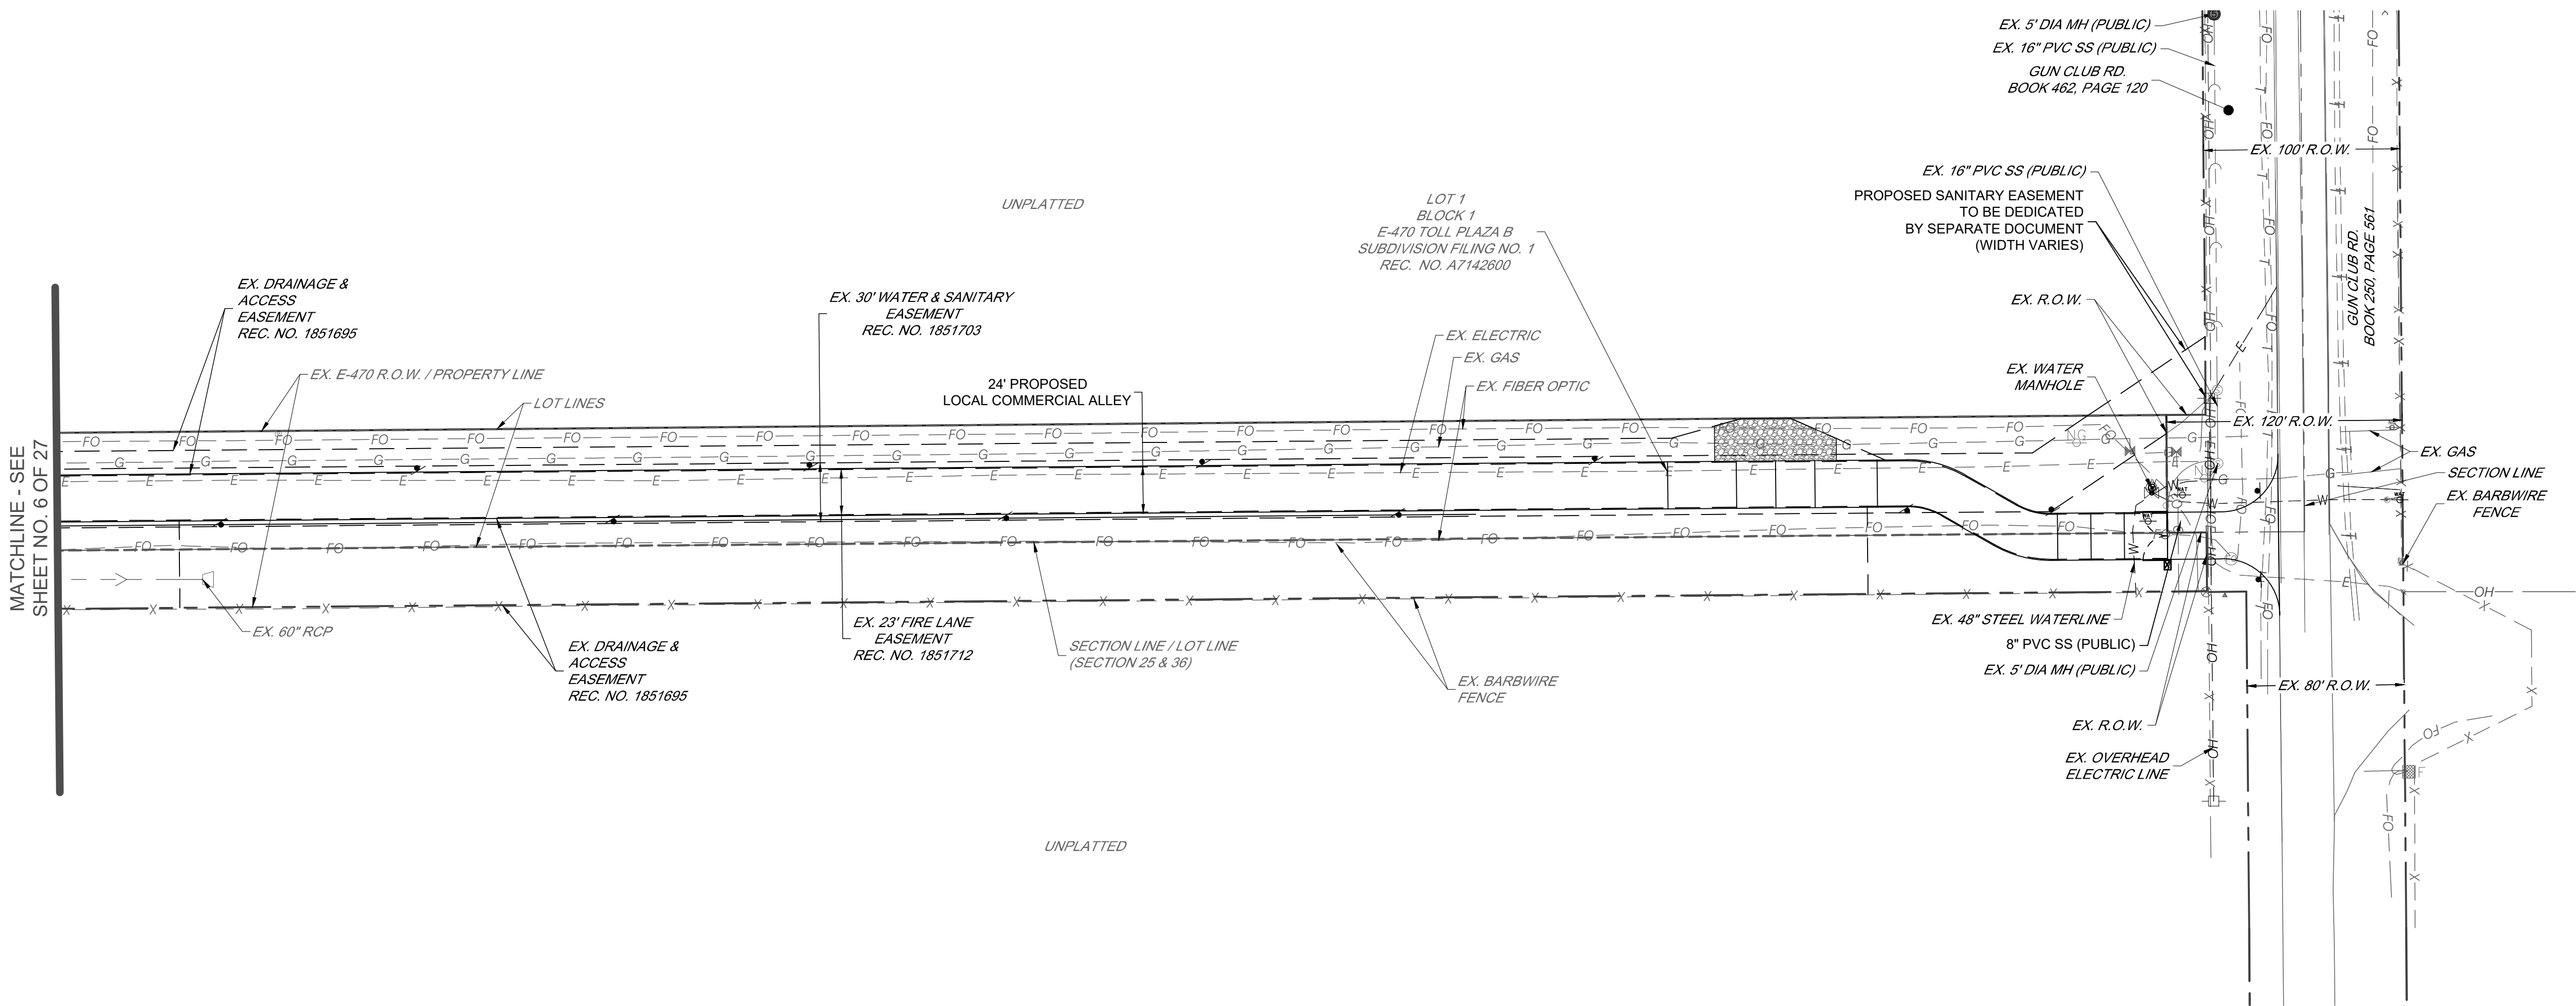 MATCHLINE - SEE
SHEET NO. 6 OF 27
EX. DRAINAGE &
ACCESS
EASEMENT
REC. NO. 1851695
EX. E-470 R.O.W. / PROPERTY LINE
LOT LINES
EX. 60" RCP
EX. DRAINAGE &
ACCESS
EASEMENT
REC. NO. 1851695
UNPLATTED
EX. 30' WATER & SANITARY
EASEMENT
REC. NO. 1851703
24' PROPOSED
LOCAL COMMERCIAL ALLEY
EX. 23' FIRE LANE
EASEMENT
REC. NO. 1851712
SECTION LINE / LOT LINE
(SECTION 25 & 36)
UNPLATTED
LOT 1
BLOCK 1
E-470 TOLL PLAZA B
SUBDIVISION FILING NO. 1
REC. NO. A7142600
EX. ELECTRIC
EX. GAS
EX. FIBER OPTIC
EX. BARBWIRE
FENCE
EX. 5' DIA MH (PUBLIC)
EX. 16" PVC SS (PUBLIC)
GUN CLUB RD.
BOOK 462, PAGE 120
EX. 100' R.O.W.
EX. 16" PVC SS (PUBLIC)
PROPOSED SANITARY EASEMENT
TO BE DEDICATED
BY SEPARATE DOCUMENT
(WIDTH VARIES)
GUN CLUB RD.
BOOK 250, PAGE 561
EX. R.O.W.
EX. WATER
MANHOLE
EX. 120' R.O.W.
EX. GAS
SECTION LINE
EX. BARBWIRE
FENCE
EX. 48" STEEL WATERLINE
8" PVC SS (PUBLIC)
EX. 5' DIA MH (PUBLIC)
EX. 80' R.O.W.
EX. R.O.W.
EX. OVERHEAD
ELECTRIC LINE